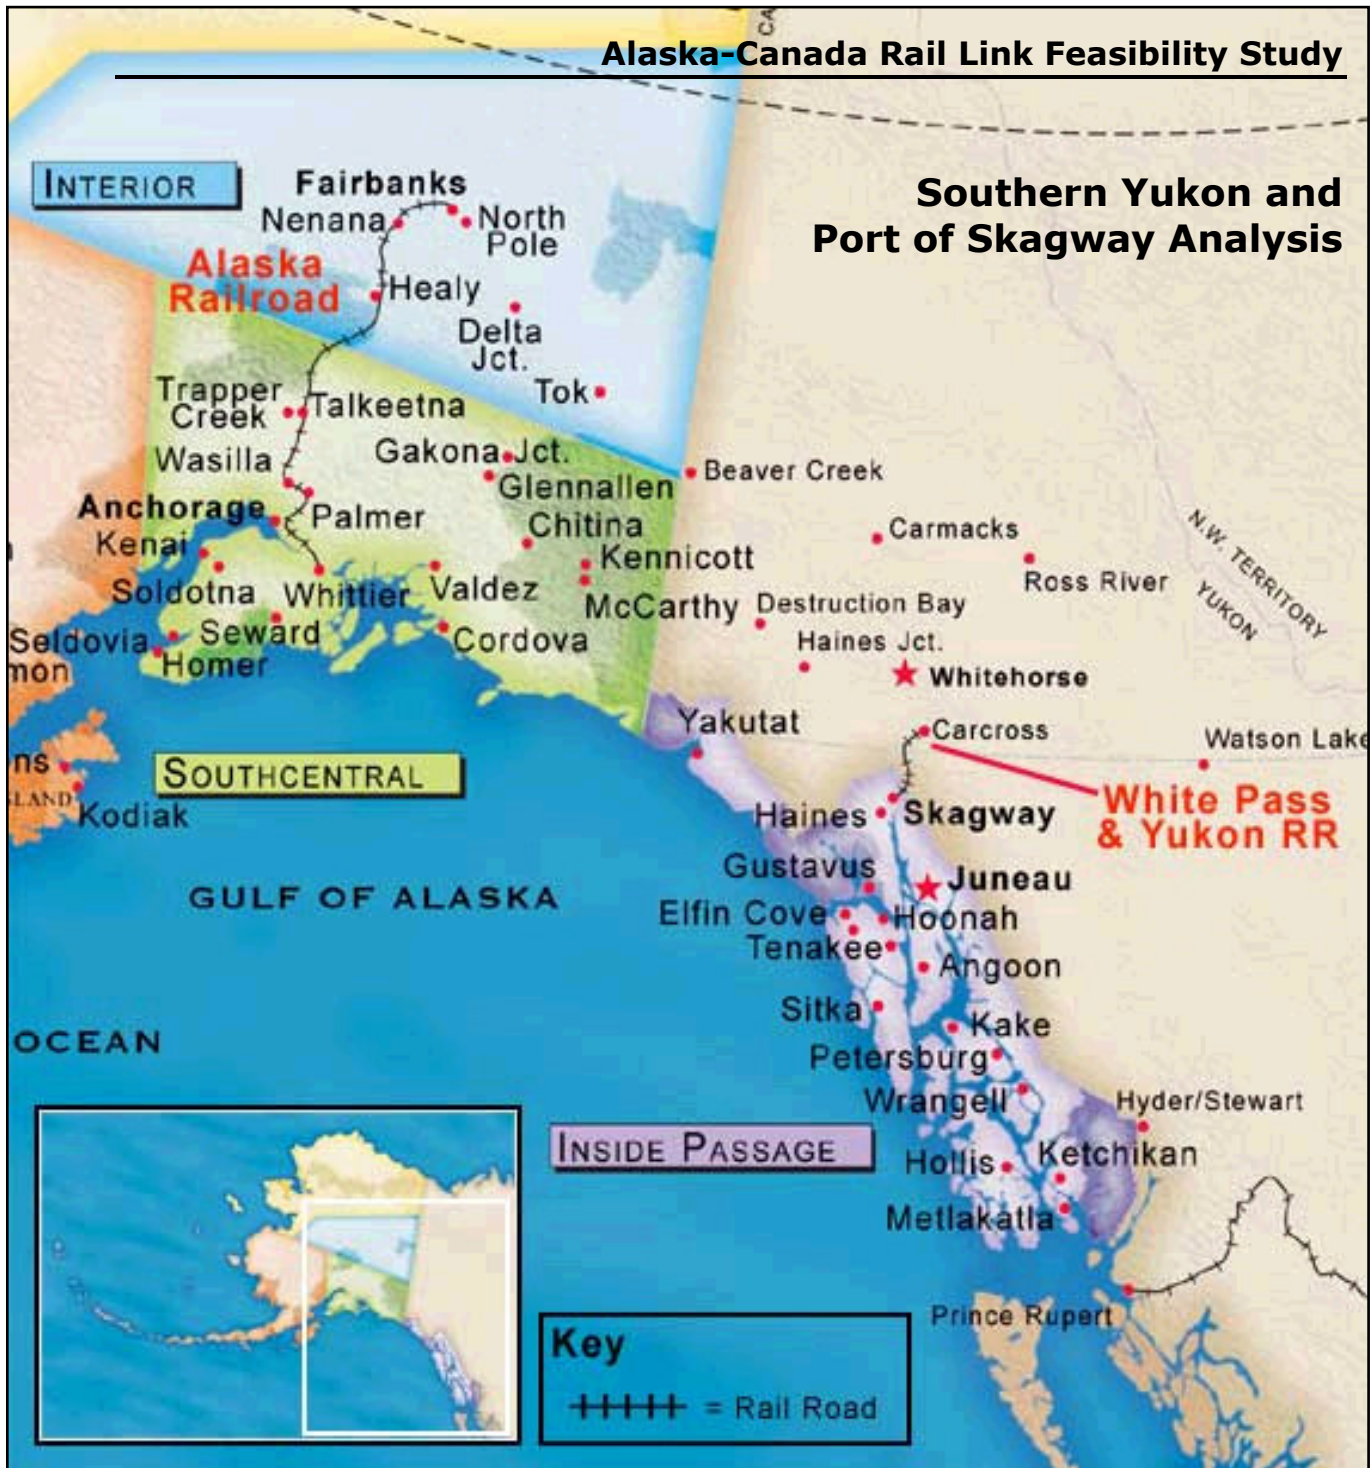 CA
Alaska-Canada Rail Link Feasibility Study
Southern Yukon and
Port of Skagway Analysis
INTERIOR
Fairbanks
Nenana
North
Pole
Alaska
Railroad
Healy
Delta
Jct.
Tok
Trapper
Creek
Talkeetna
Wasilla
Gakona Jct.
Glennallen
Beaver Creek
Anchorage
Palmer
Chitina
Carmacks
Kenai
Kennicott
Ross River
N.W. TERRITORY
YUKON
Soldotna
Whittier
Valdez
McCarthy
Destruction Bay
Seldovia
Seward
Cordova
Haines Jct.
Homer
mon
Whitehorse
Yakutat
Carcross
Watson Lake
ns
SOUTHCENTRAL
LAND
Kodiak
Haines
Skagway
White Pass
& Yukon RR
Gustavus
Juneau
GULF OF ALASKA
Elfin Cove
Hoonah
Tenakee
Angoon
Sitka
Kake
OCEAN
Petersburg
Wrangell
Hyder/Stewart
INSIDE PASSAGE
Hollis
Ketchikan
Metlakatla
Prince Rupert
Key
= Rail Road